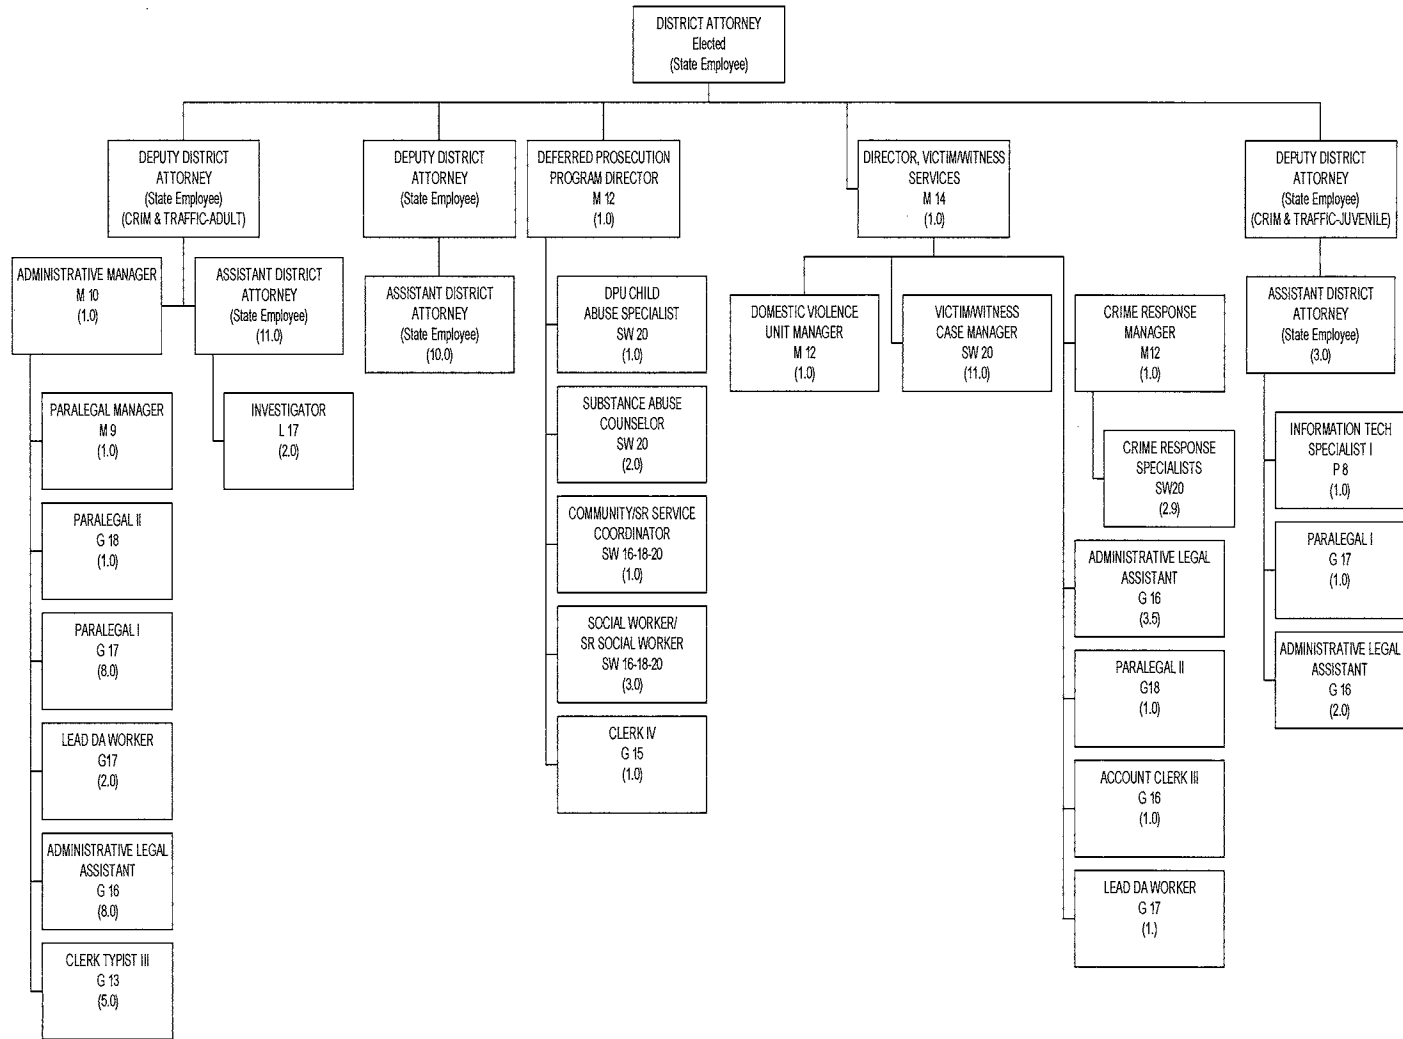 DISTRICT ATTORNEY
Elected
(State Employee)
DEPUTY DISTRICT
ATTORNEY
(State Employee)
(CRIM & TRAFFIC-ADULT)
DEPUTY DISTRICT
ATTORNEY
(State Employee)
DEFERRED PROSECUTION
PROGRAM DIRECTOR
M 12
(1.0)
DIRECTOR, VICTIM/WITNESS
SERVICES
M 14
(1.0)
DEPUTY DISTRICT
ATTORNEY
(State Employee)
(CRIM & TRAFFIC-JUVENILE)
ADMINISTRATIVE MANAGER
M 10
(1.0)
ASSISTANT DISTRICT
ATTORNEY
(State Employee)
(11.0)
PARALEGAL MANAGER
M 9
(1.0)
INVESTIGATOR
L 17
(2.0)
PARALEGAL II
G 18
(1.0)
PARALEGAL I
G 17
(8.0)
LEAD DA WORKER
G17
(2.0)
ADMINISTRATIVE LEGAL
ASSISTANT
G 16
(8.0)
CLERK TYPIST III
G 13
(5.0)
ASSISTANT DISTRICT
ATTORNEY
(State Employee)
(10.0)
DPU CHILD
ABUSE SPECIALIST
SW 20
(1.0)
SUBSTANCE ABUSE
COUNSELOR
SW 20
(2.0)
COMMUNITY/SR SERVICE
COORDINATOR
SW 16-18-20
(1.0)
SOCIAL WORKER/
SR SOCIAL WORKER
SW 16-18-20
(3.0)
CLERK IV
G 15
(1.0)
DOMESTIC VIOLENCE
UNIT MANAGER
M 12
(1.0)
VICTIM/WITNESS
CASE MANAGER
SW 20
(11.0)
CRIME RESPONSE
MANAGER
M12
(1.0)
CRIME RESPONSE
SPECIALISTS
SW20
(2.9)
ADMINISTRATIVE LEGAL
ASSISTANT
G 16
(3.5)
PARALEGAL II
G18
(1.0)
ACCOUNT CLERK III
G 16
(1.0)
LEAD DA WORKER
G 17
(1.)
ASSISTANT DISTRICT
ATTORNEY
(State Employee)
(3.0)
INFORMATION TECH
SPECIALIST I
P 8
(1.0)
PARALEGAL I
G 17
(1.0)
ADMINISTRATIVE LEGAL
ASSISTANT
G 16
(2.0)